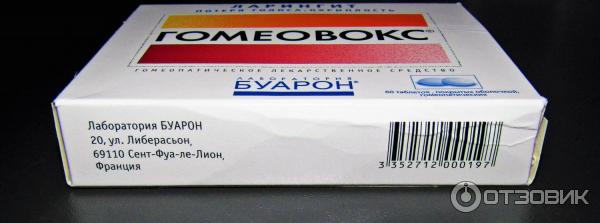 ЛАРИНГИТ
ПОТЕРЯ ГОЛОСА·ОХРИПЛОСТЬ
ГОМЕОВОКС®
ГОМЕОПАТИЧЕСКОЕ ЛЕКАРСТВЕННОЕ СРЕДСТВО
ЛАБОРАТОРИЯ
БУАРОН®
60 таблеток, покрытых оболочкой,
гомеопатических
Лаборатория БУАРОН
20, ул. Либерасьон,
69110 Сент-Фуа-ле-Лион,
Франция
3 352712 000197
ОТЗОВИК